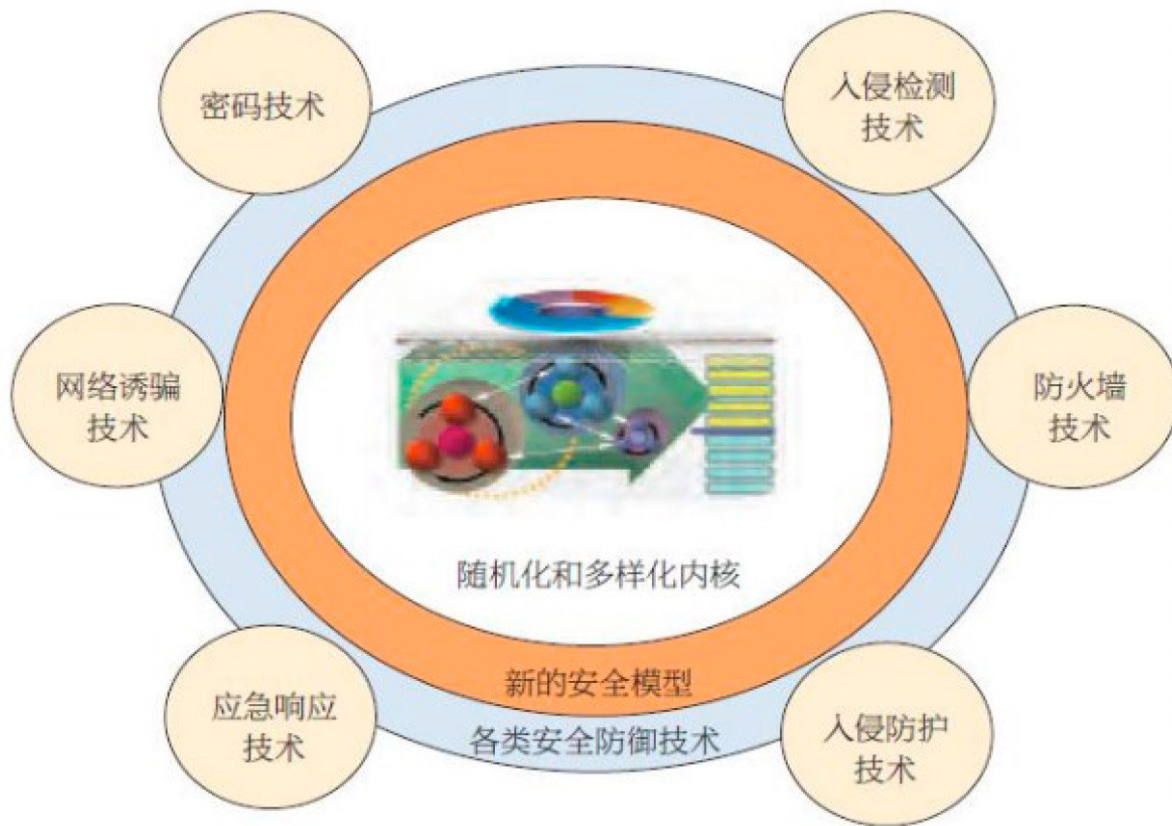 密码技术
入侵检测
技术
网络诱骗
技术
防火墙
技术
随机化和多样化内核
新的安全模型
各类安全防御技术
应急响应
技术
入侵防护
技术